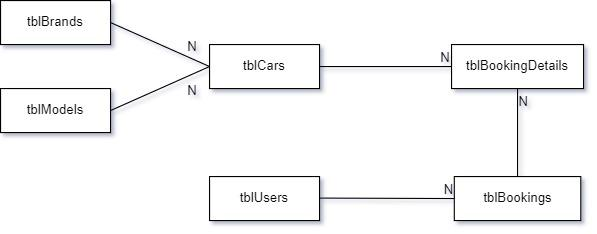 tblBrands
N
tblCars
N
tblBookingDetails
tblModels
N
N
tblUsers
N
tblBookings